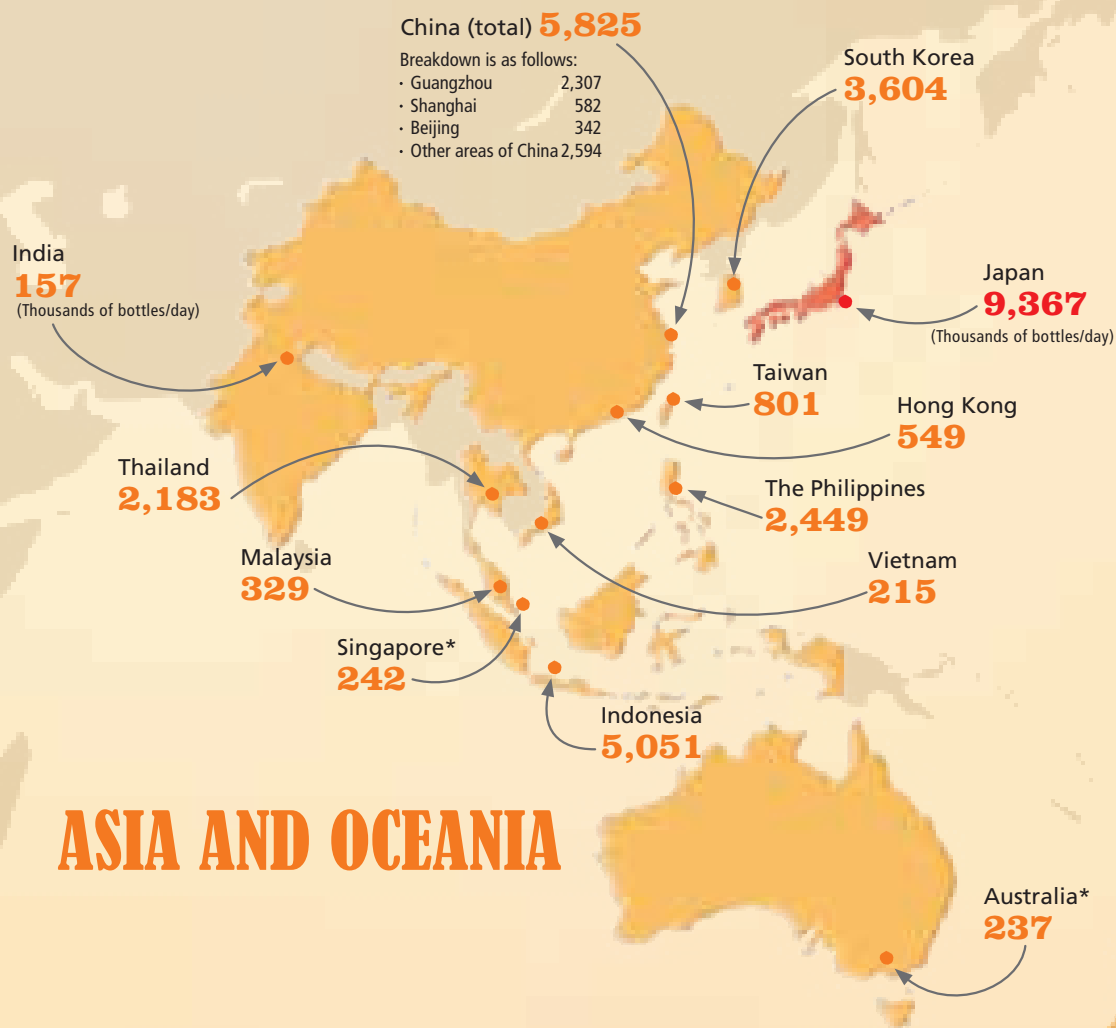 China (total) 5,825
Breakdown is as follows:
・ Guangzhou 2,307
・ Shanghai 582
・ Beijing 342
・ Other areas of China 2,594
South Korea
3,604
India
157
(Thousands of bottles/day)
Japan
9,367
(Thousands of bottles/day)
Taiwan
801
Hong Kong
549
Thailand
2,183
The Philippines
2,449
Malaysia
329
Vietnam
215
Singapore*
242
Indonesia
5,051
ASIA AND OCEANIA
Australia*
237